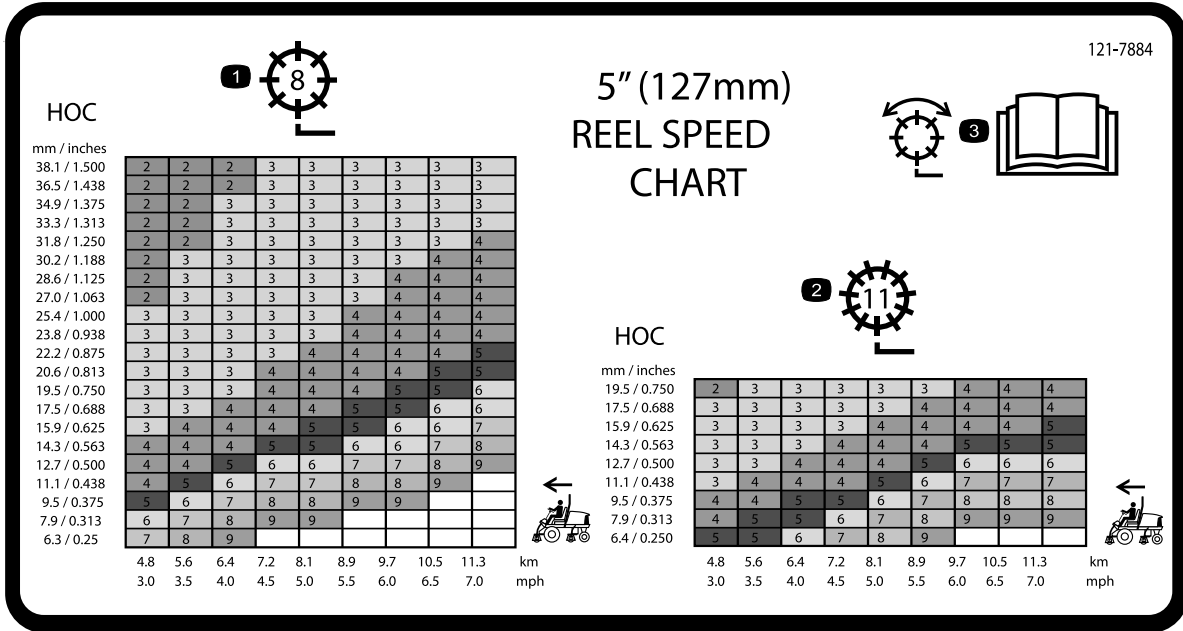 121-7884
5" (127mm)
REEL SPEED
CHART
1
8
3
HOC
mm / inches
38.1 / 1.500 2 2 2 3 3 3 3 3 3
36.5 / 1.438 2 2 2 3 3 3 3 3 3
34.9 / 1.375 2 2 3 3 3 3 3 3 3
33.3 / 1.313 2 2 3 3 3 3 3 3 3
31.8 / 1.250 2 2 3 3 3 3 3 3 4
30.2 / 1.188 2 3 3 3 3 3 3 4 4
28.6 / 1.125 2 3 3 3 3 3 4 4 4
27.0 / 1.063 2 3 3 3 3 3 4 4 4
25.4 / 1.000 3 3 3 3 3 4 4 4 4
23.8 / 0.938 3 3 3 3 3 4 4 4 4
22.2 / 0.875 3 3 3 3 4 4 4 4 5
20.6 / 0.813 3 3 3 4 4 4 4 5 5
19.5 / 0.750 3 3 3 4 4 4 5 5 6
17.5 / 0.688 3 3 4 4 4 5 5 6 6
15.9 / 0.625 3 4 4 4 5 5 6 6 7
14.3 / 0.563 4 4 4 5 5 6 6 7 8
12.7 / 0.500 4 4 5 6 6 7 7 8 9
11.1 / 0.438 4 5 6 7 7 8 8 9
9.5 / 0.375 5 6 7 8 8 9 9
7.9 / 0.313 6 7 8 9 9
6.3 / 0.25 7 8 9
4.8 5.6 6.4 7.2 8.1 8.9 9.7 10.5 11.3 km
3.0 3.5 4.0 4.5 5.0 5.5 6.0 6.5 7.0 mph
2
11
HOC
mm / inches
19.5 / 0.750 2 3 3 3 3 3 4 4 4
17.5 / 0.688 3 3 3 3 3 4 4 4 4
15.9 / 0.625 3 3 3 3 4 4 4 4 5
14.3 / 0.563 3 3 3 4 4 4 5 5 5
12.7 / 0.500 3 3 4 4 4 5 6 6 6
11.1 / 0.438 3 4 4 4 5 6 7 7 7
9.5 / 0.375 4 4 5 5 6 7 8 8 8
7.9 / 0.313 4 5 5 6 7 8 9 9 9
6.4 / 0.250 5 5 6 7 8 9
4.8 5.6 6.4 7.2 8.1 8.9 9.7 10.5 11.3 km
3.0 3.5 4.0 4.5 5.0 5.5 6.0 6.5 7.0 mph